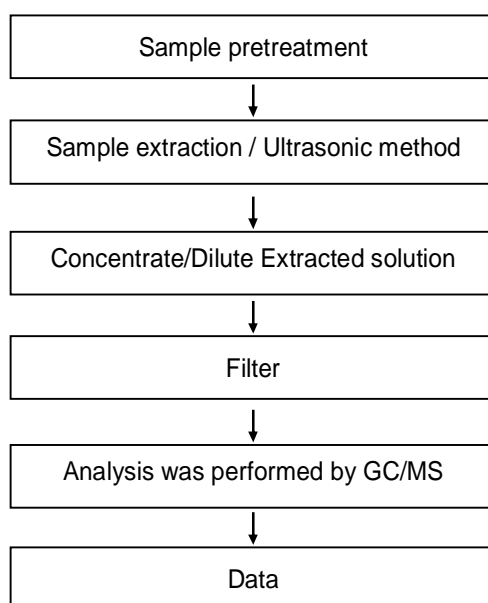 Sample pretreatment
Sample extraction / Ultrasonic method
Concentrate/Dilute Extracted solution
Filter
Analysis was performed by GC/MS
Data